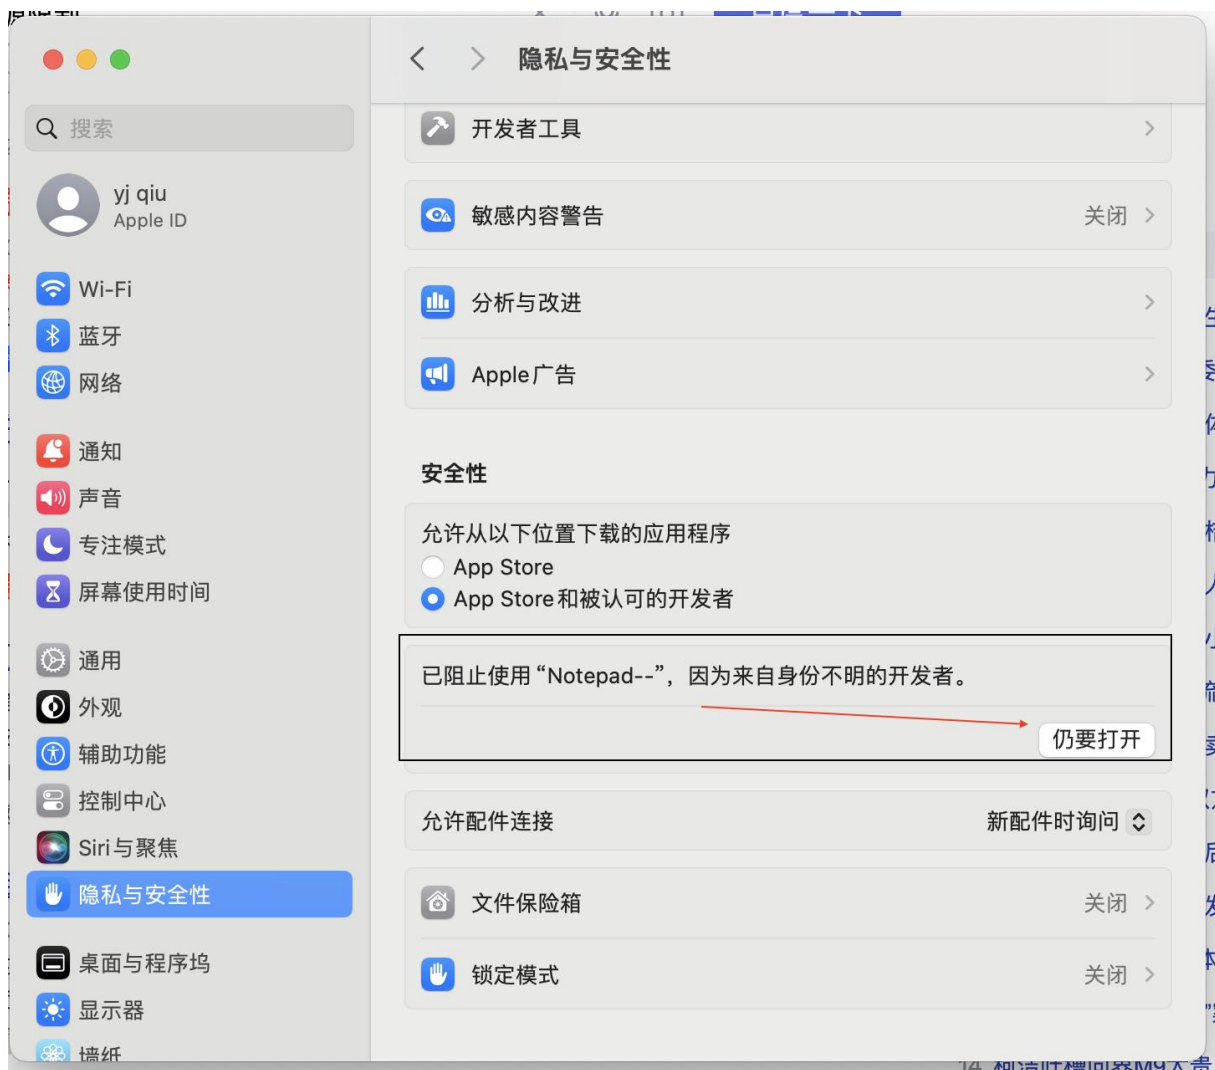 隐私与安全性
搜索
yj qiu
Apple ID
Wi-Fi
蓝牙
网络
通知
声音
专注模式
屏幕使用时间
通用
外观
辅助功能
控制中心
Siri与聚焦
隐私与安全性
桌面与程序坞
显示器
墙纸
开发者工具
敏感内容警告 关闭
分析与改进
Apple广告
安全性
允许从以下位置下载的应用程序
App Store
App Store和被认可的开发者
已阻止使用“Notepad--”，因为来自身份不明的开发者。
仍要打开
允许配件连接 新配件时询问
文件保险箱 关闭
锁定模式 关闭